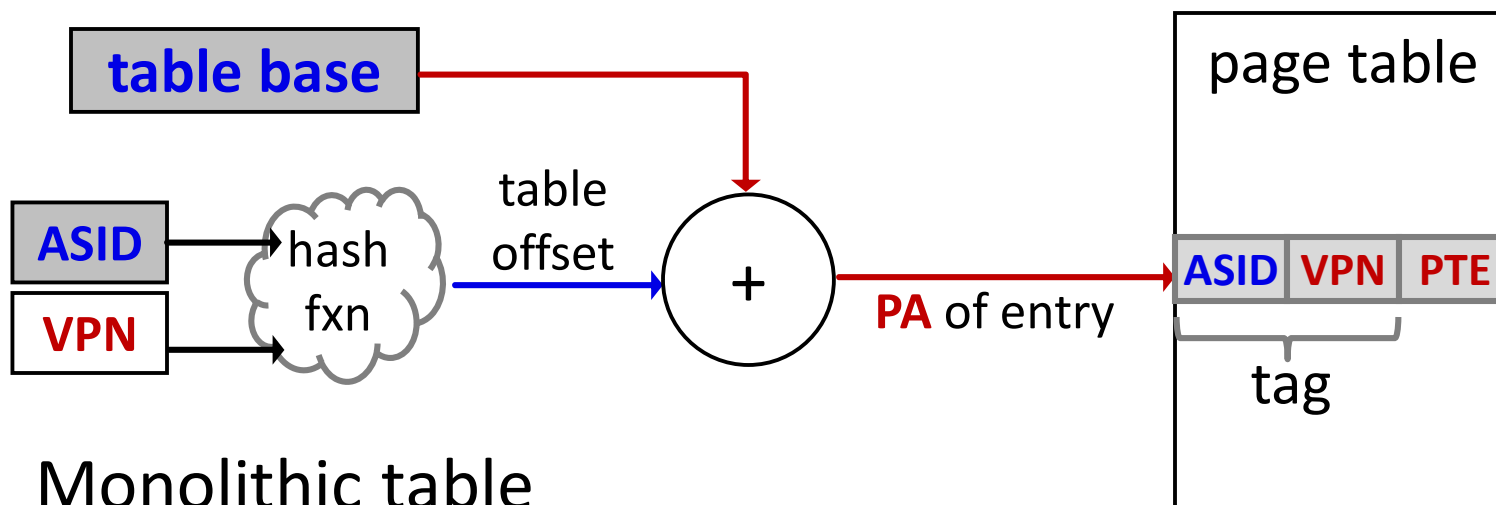 table base
page table
table
offset
ASID
VPN
hash
fxn
+
PA of entry
ASID VPN PTE
tag
Monolithic table